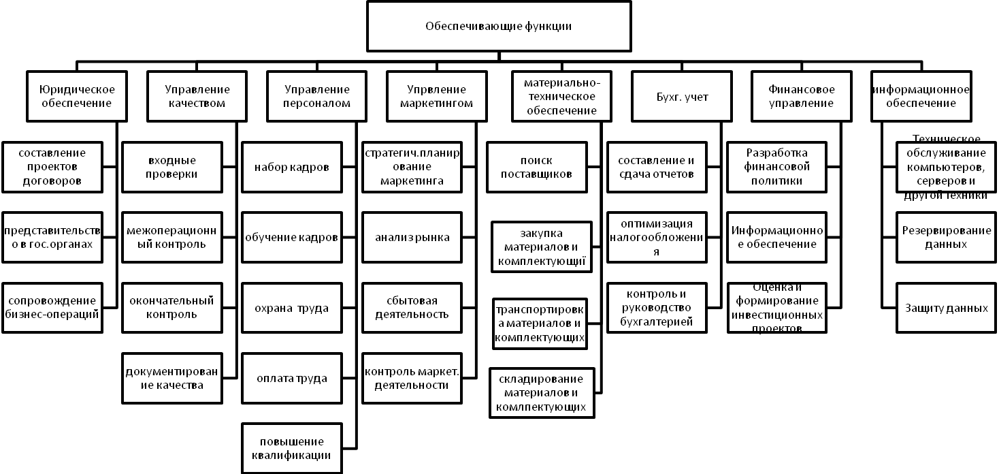 Обеспечивающие функции
Юридическое
обеспечение
Управление
качеством
Управление
персоналом
Упрвление
маркетингом
материально-
техническое
обеспечение
Бухг. учет
Финансовое
управление
информационное
обеспечение
составление
проектов
договоров
представительств
о в гос.органах
сопровождение
бизнес-операций
входные
проверки
межоперацион
ный контроль
окончательный
контроль
документирован
ие качества
набор кадров
обучение кадров
охрана труда
оплата труда
повышение
квалификации
стратегич.планир
ование
маркетинга
анализ рынка
сбытовая
деятельность
контроль маркет.
деятельности
поиск
поставщиков
закупка
материалов и
комплектующиї
транспортировк
а материалов и
комплектующих
складирование
материалов и
комлпектующих
составление и
сдача отчетов
оптимизация
налогообложени
я
контроль и
руководство
бухгалтерией
Разработка
финансовой
политики
Информационно
е обеспечение
Оценка и
формирование
инвестиционных
проектов
Техническое
обслуживание
компьютеров,
серверов и
другой техники
Резервирование
данных
Защиту данных